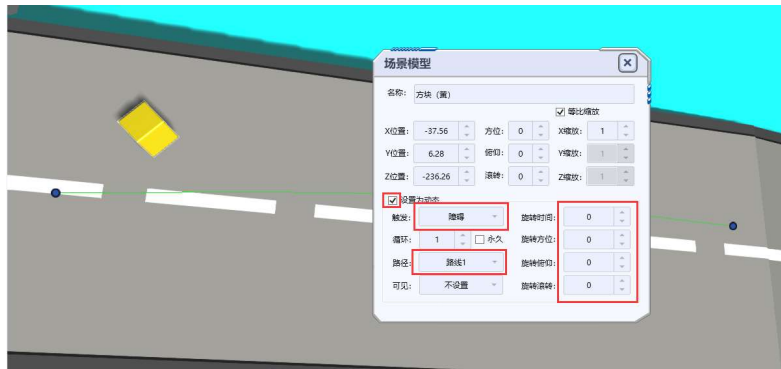 场景模型
名称: 方块 (黄)
等比缩放
X位置: -37.56 方位: 0 X缩放: 1
Y位置: 6.28 俯仰: 0 Y缩放: 1
Z位置: -236.26 滚转: 0 Z缩放: 1
设置为动态
触发: 障碍 旋转时间: 0
循环: 1 永久 旋转方位: 0
路径: 路线1 旋转俯仰: 0
可见: 不设置 旋转滚转: 0